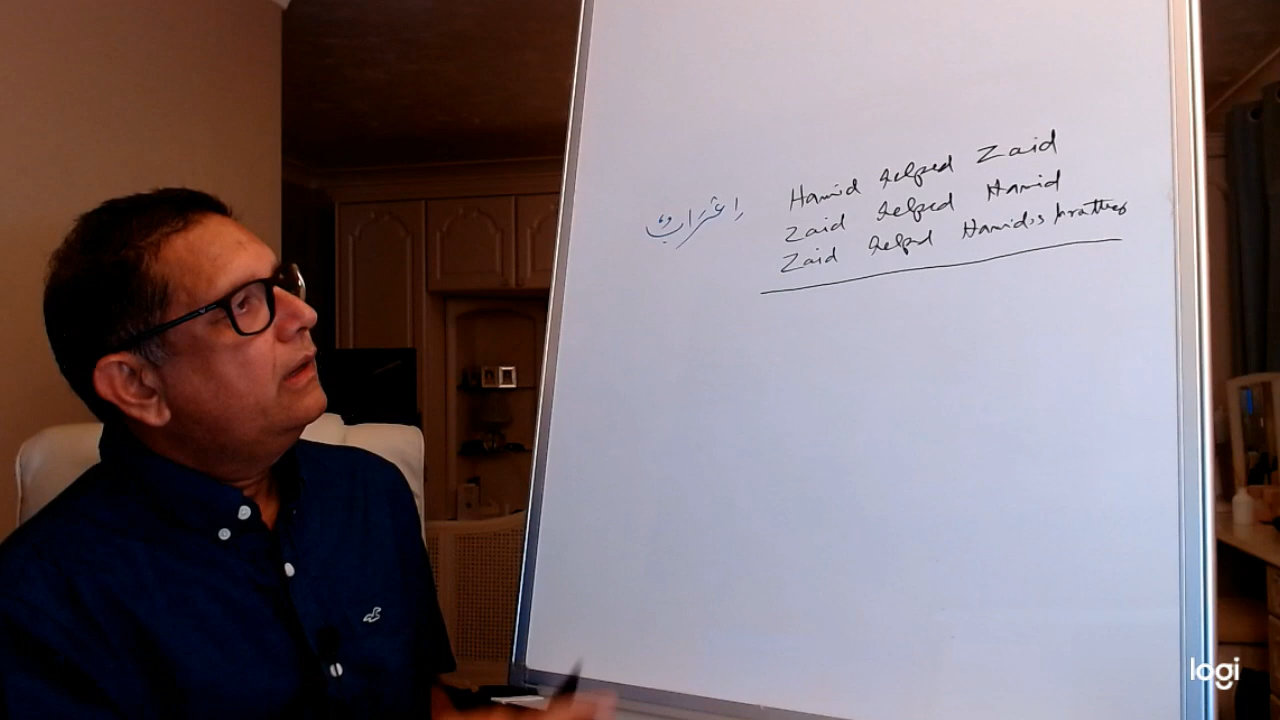 Hamid helped Zaid
اعراب
Zaid helped Hamid
Zaid helped Hamid's brother
logi